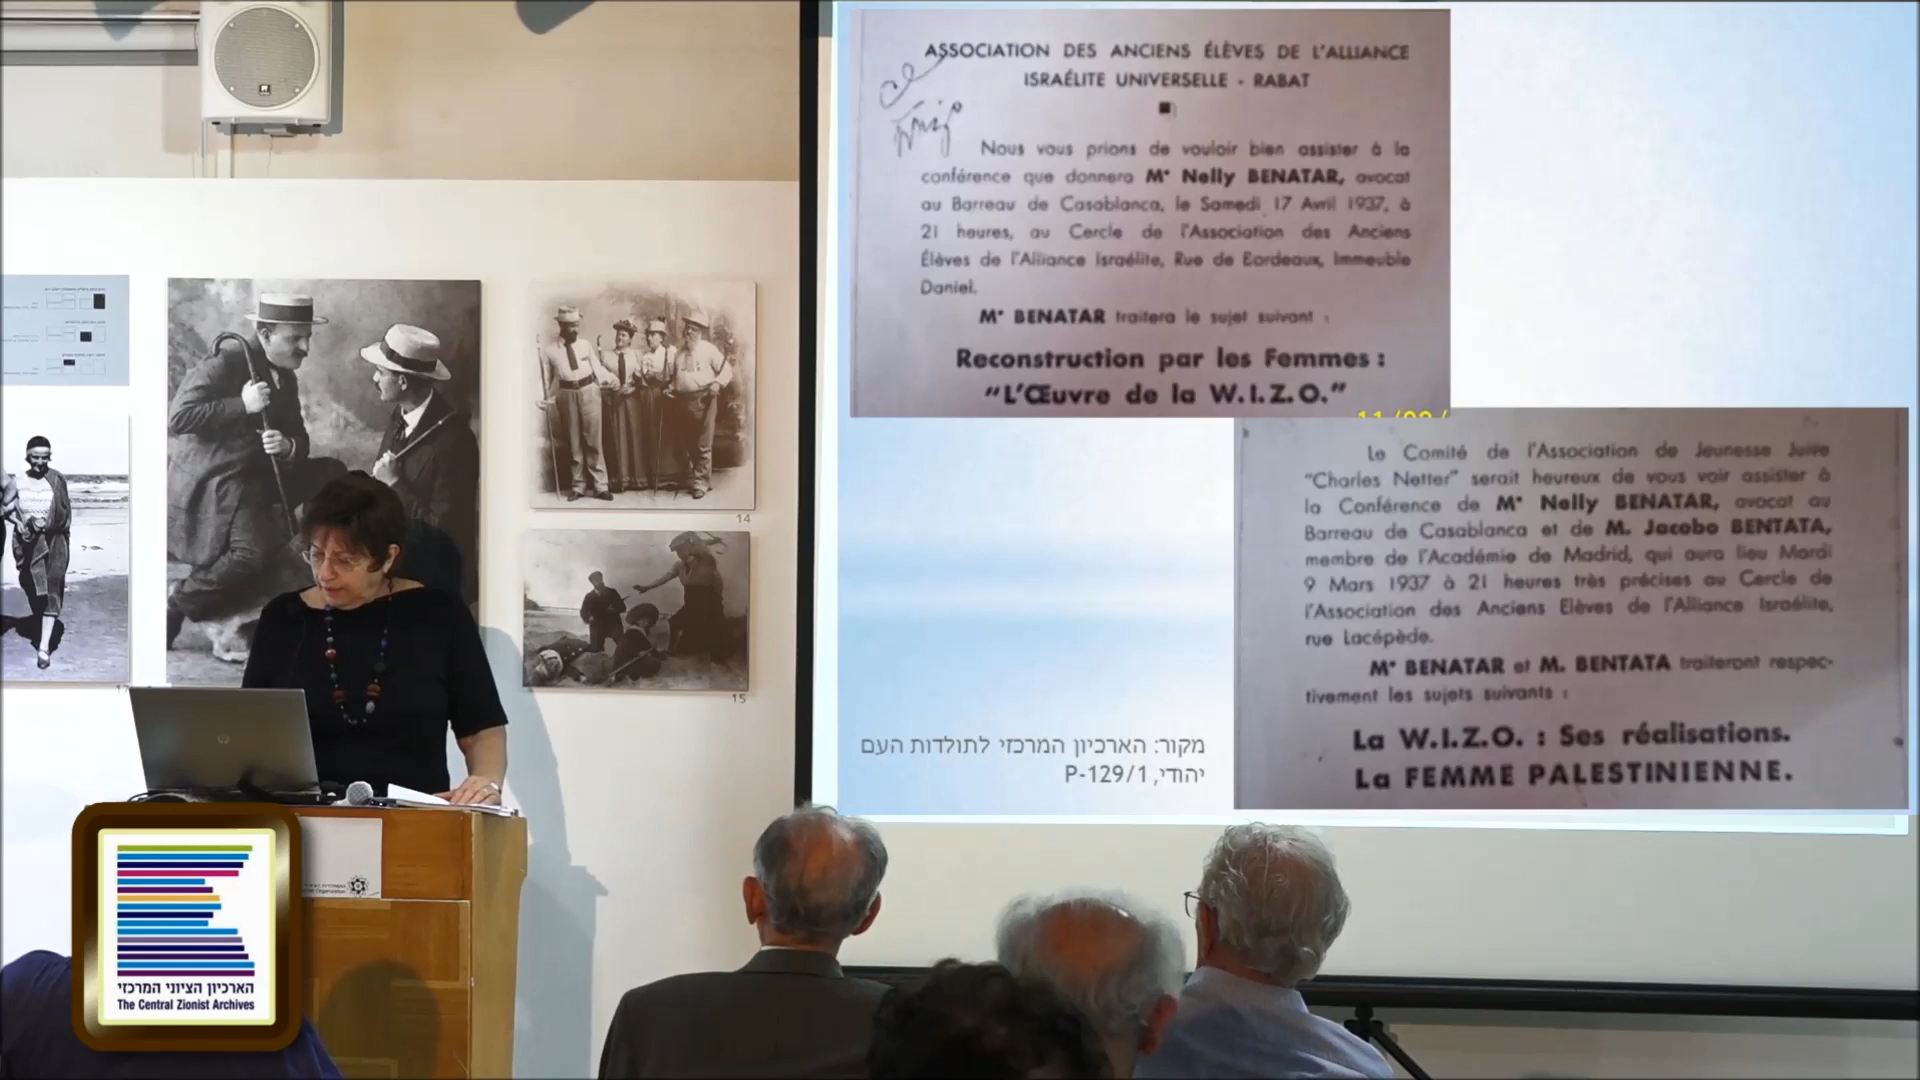 ASSOCIATION DES ANCIENS ÉLÈVES DE L'ALLIANCE
ISRAÉLITE UNIVERSELLE - RABAT
Nous vous prions de vouloir bien assister à la
conférence que donnera Mᵉ Nelly BENATAR, avocat
au Barreau de Casablanca, le Samedi 17 Avril 1937, à
21 heures, au Cercle de l'Association des Anciens
Élèves de l'Alliance Israélite, Rue de Bordeaux, Immeuble
Daniel.
Mᵉ BENATAR traitera le sujet suivant :
Reconstruction par les Femmes :
"L'Œuvre de la W.I.Z.O."
Le Comité de l'Association de Jeunesse Juive
"Charles Netter" serait heureux de vous voir assister à
la Conférence de Mᵉ Nelly BENATAR, avocat au
Barreau de Casablanca et de M. Jacobo BENTATA,
membre de l'Académie de Madrid, qui aura lieu Mardi
9 Mars 1937 à 21 heures très précises au Cercle de
l'Association des Anciens Elèves de l'Alliance Israélite,
rue Lacépède.
Mᵉ BENATAR et M. BENTATA traiteront respec-
tivement les sujets suivants :
La W.I.Z.O. : Ses réalisations.
La FEMME PALESTINIENNE.
מקור: הארכיון המרכזי לתולדות העם
יהודי, P-129/1
14
15
הארכיון הציוני המרכזי
The Central Zionist Archives